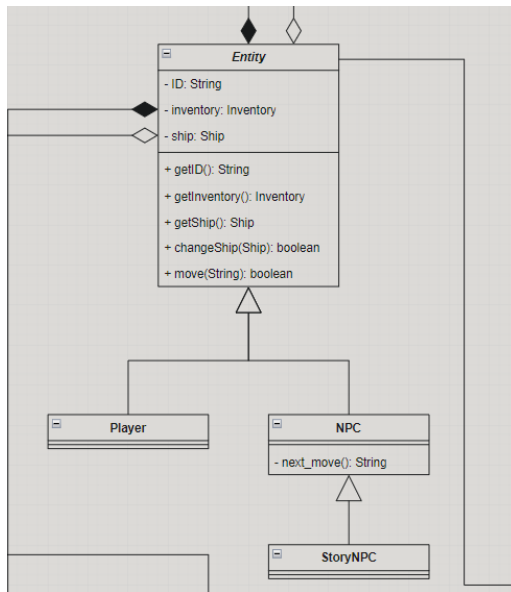 Entity
- ID: String
- inventory: Inventory
- ship: Ship
+ getID(): String
+ getInventory(): Inventory
+ getShip(): Ship
+ changeShip(Ship): boolean
+ move(String): boolean
Player
NPC
- next_move(): String
StoryNPC